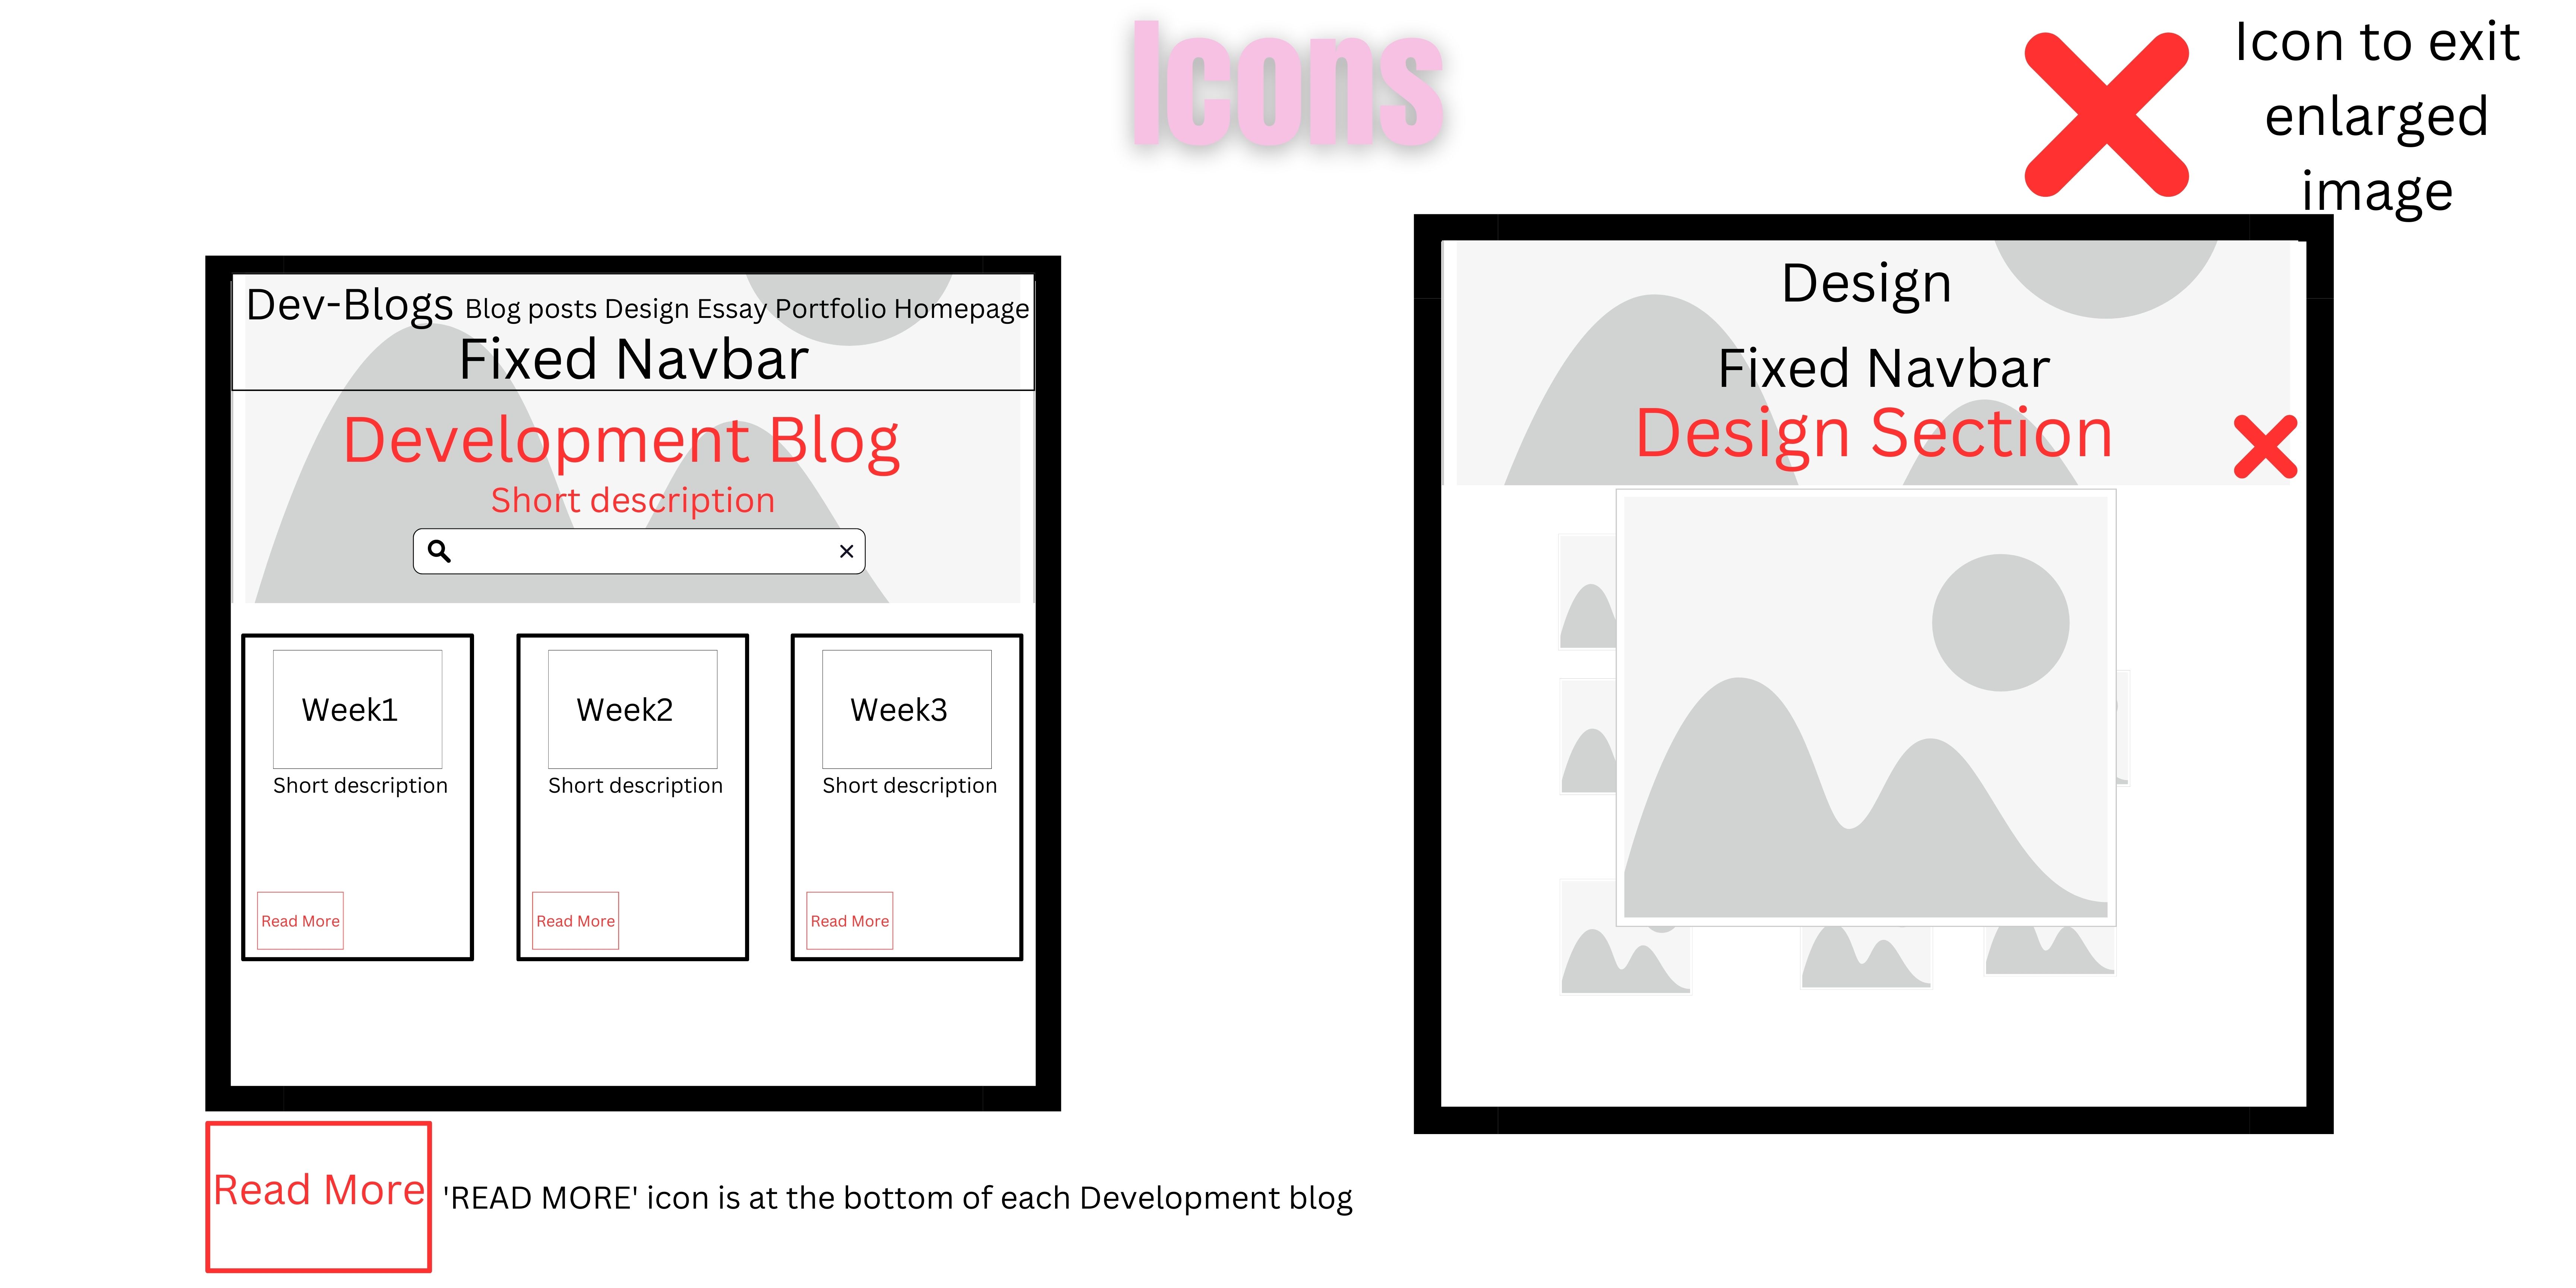 Icons
Icon to exit
enlarged
image
Dev-Blogs Blog posts Design Essay Portfolio Homepage
Fixed Navbar
Development Blog
Short description
Week1
Short description
Read More
Week2
Short description
Read More
Week3
Short description
Read More
Design
Fixed Navbar
Design Section
Read More
'READ MORE' icon is at the bottom of each Development blog